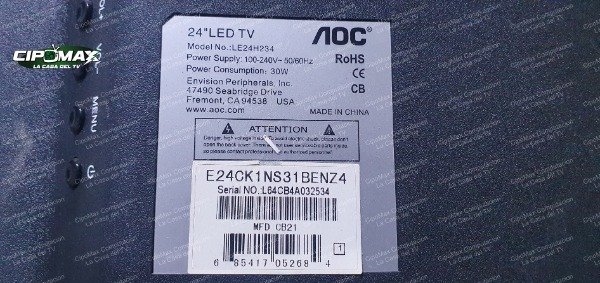 CIPOMAX
LA CASA DEL TV
VOL
MENU
24"LED TV
AOC
Model No.: LE24H234
Power Supply: 100-240V~ 50/60Hz
RoHS
Power Consumption: 30W
CE
Envision Peripherals, Inc.
CB
47490 Seabridge Drive
Fremont, CA 94538 USA
www.aoc.com
MADE IN CHINA
ATTENTION
E24CK1NS31BENZ4
Serial NO.:L64CB4A032534
MFD CB21
1
6 85417 05268 4